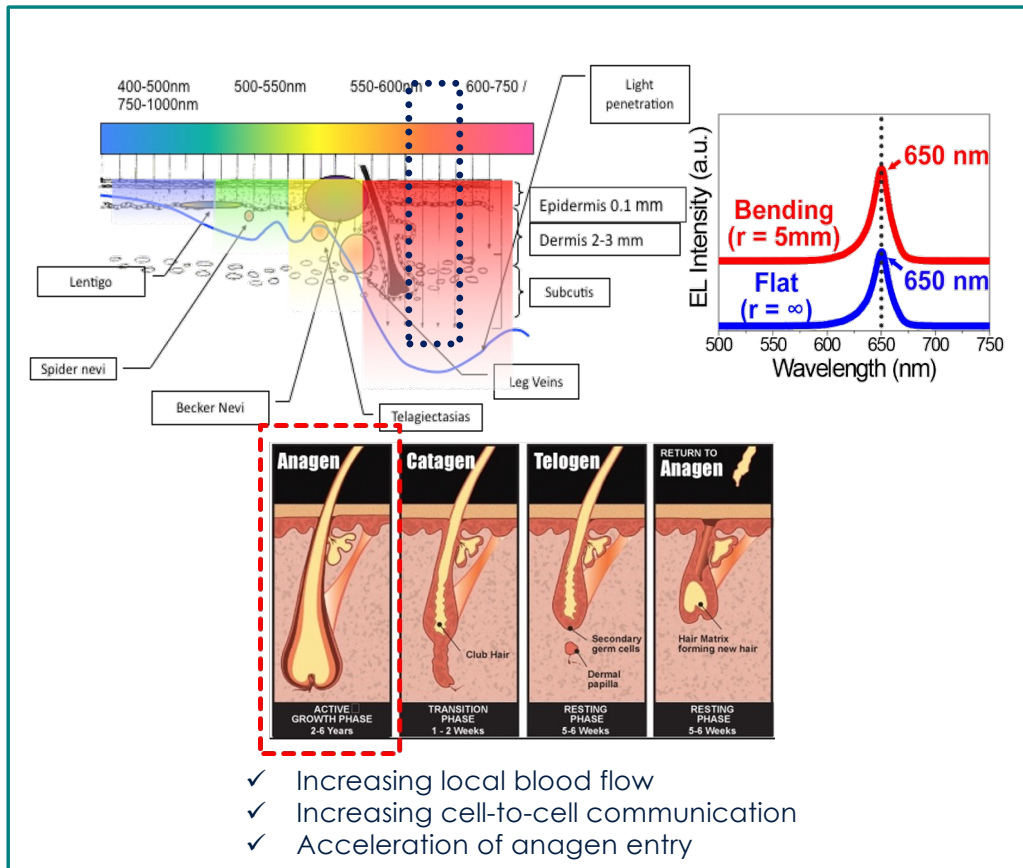 400-500nm
750-1000nm
500-550nm
550-600nm
600-750 /
Light
penetration
Epidermis 0.1 mm
Dermis 2-3 mm
Subcutis
Lentigo
Spider nevi
Becker Nevi
Telagiectasias
Leg Veins
EL Intensity (a.u.)
650 nm
Bending
(r = 5mm)
650 nm
Flat
(r = ∞)
500 550 600 650 700 750
Wavelength (nm)
Anagen
ACTIVE
GROWTH PHASE
2-6 Years
Catagen
Club Hair
TRANSITION
PHASE
1 - 2 Weeks
Telogen
Secondary
germ cells
Dermal
papilla
RESTING
PHASE
5-6 Weeks
RETURN TO
Anagen
Hair Matrix
forming new hair
RESTING
PHASE
5-6 Weeks
✓ Increasing local blood flow
✓ Increasing cell-to-cell communication
✓ Acceleration of anagen entry